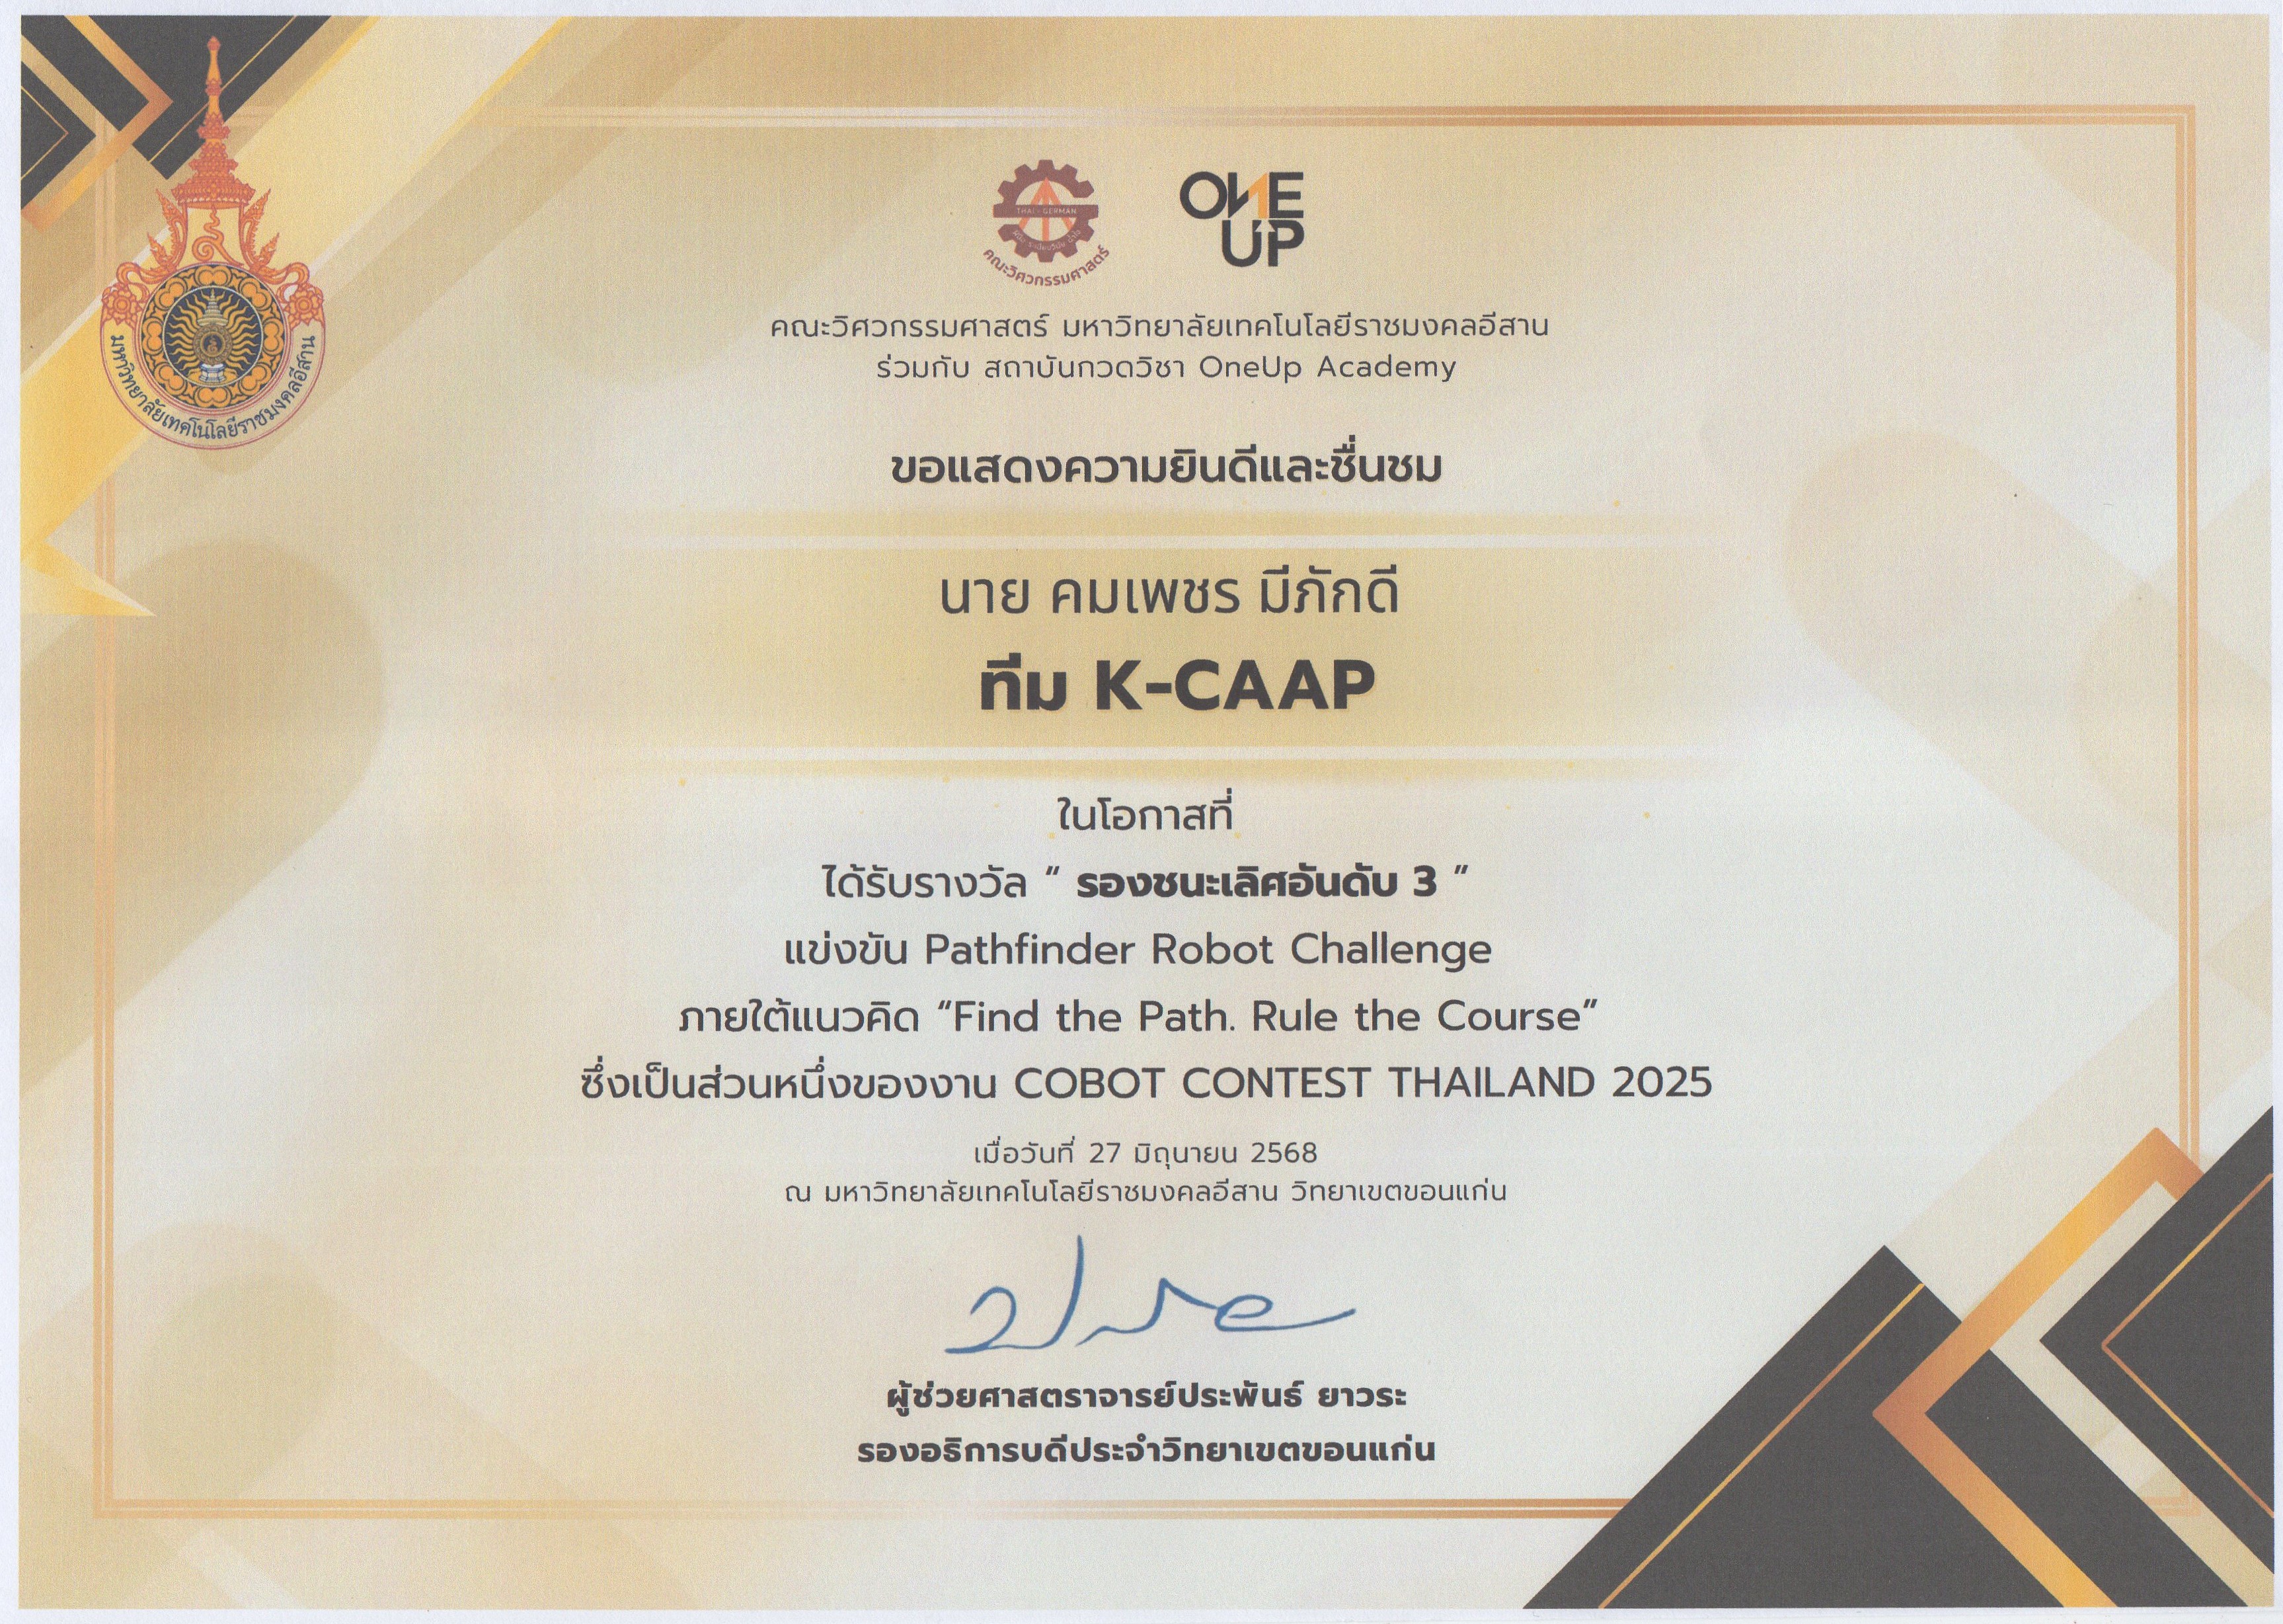 THAI - GERMAN
คณะวิศวกรรมศาสตร์
ONE
UP
มหาวิทยาลัยเทคโนโลยีราชมงคลอีสาน
คณะวิศวกรรมศาสตร์ มหาวิทยาลัยเทคโนโลยีราชมงคลอีสาน
ร่วมกับ สถาบันกวดวิชา OneUp Academy
ขอแสดงความยินดีและชื่นชม
นาย คมเพชร มีภักดี
ทีม K-CAAP
ในโอกาสที่
ได้รับรางวัล “ รองชนะเลิศอันดับ 3 ”
แข่งขัน Pathfinder Robot Challenge
ภายใต้แนวคิด “Find the Path. Rule the Course”
ซึ่งเป็นส่วนหนึ่งของงาน COBOT CONTEST THAILAND 2025
เมื่อวันที่ 27 มิถุนายน 2568
ณ มหาวิทยาลัยเทคโนโลยีราชมงคลอีสาน วิทยาเขตขอนแก่น
ผู้ช่วยศาสตราจารย์ประพันธ์ ยาวระ
รองอธิการบดีประจำวิทยาเขตขอนแก่น